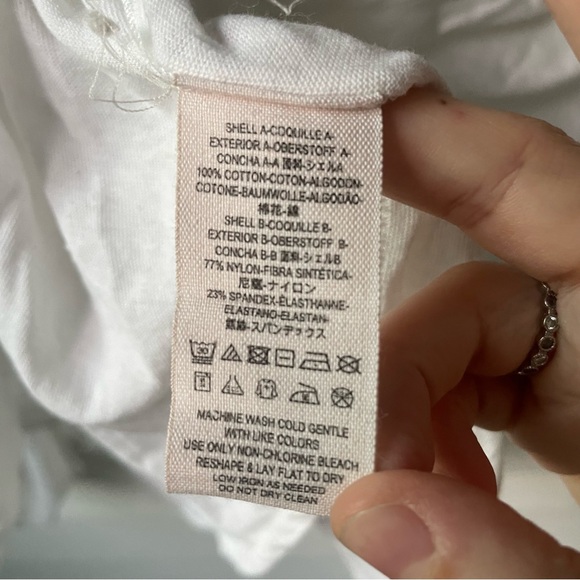 SHELL A-COQUILLE A-
EXTERIOR A-OBERSTOFF A-
CONCHA A-A 面料-シェルA
100% COTTON-COTON-ALGODON-
COTONE-BAUMWOLLE-ALGODÃO-
棉花-綿
SHELL B-COQUILLE B-
EXTERIOR B-OBERSTOFF B-
CONCHA B-B 面料-シェルB
77% NYLON-FIBRA SINTÉTICA-
尼龍-ナイロン
23% SPANDEX-ÉLASTHANNE-
ELASTANO-ELASTAN-
氨綸-スパンデックス
MACHINE WASH COLD GENTLE
WITH LIKE COLORS
USE ONLY NON-CHLORINE BLEACH
RESHAPE & LAY FLAT TO DRY
LOW IRON AS NEEDED
DO NOT DRY CLEAN